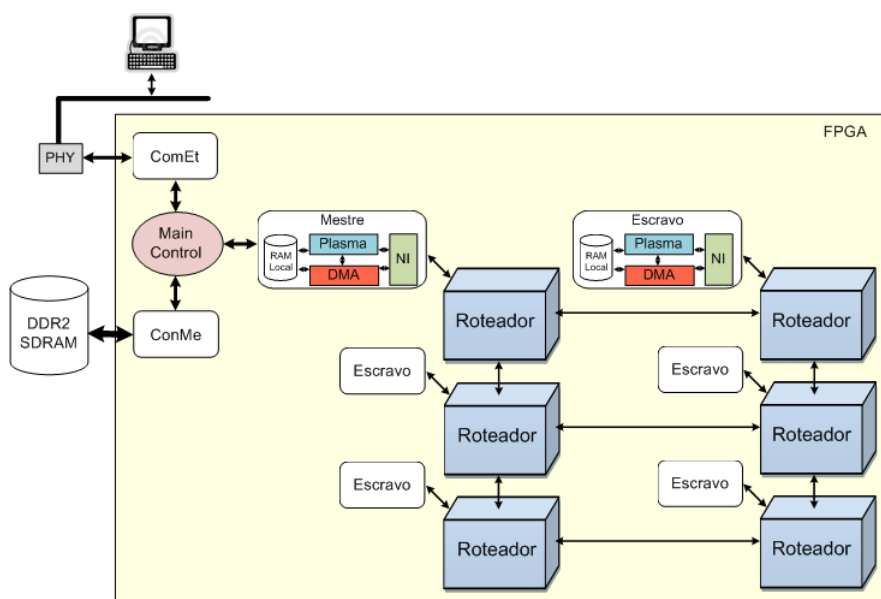 FPGA
PHY
ComEt
Main
Control
ConMe
DDR2
SDRAM
Mestre
RAM
Local
Plasma
DMA
NI
Escravo
RAM
Local
Plasma
DMA
NI
Roteador
Roteador
Escravo
Escravo
Roteador
Roteador
Escravo
Escravo
Roteador
Roteador